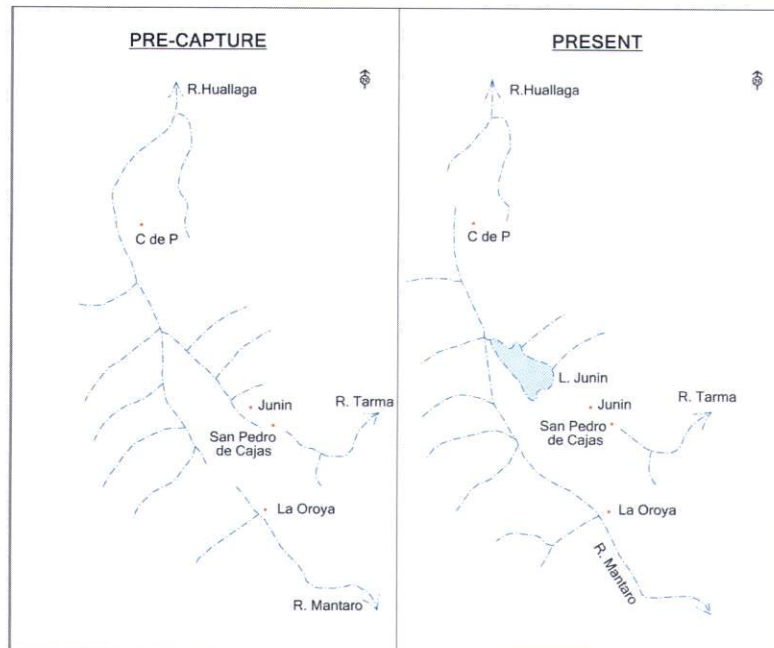 PRE-CAPTURE
R.Huallaga
C de P
Junin
R. Tarma
San Pedro
de Cajas
La Oroya
R. Mantaro
PRESENT
R.Huallaga
C de P
L. Junin
Junin
R. Tarma
San Pedro
de Cajas
La Oroya
R. Mantaro